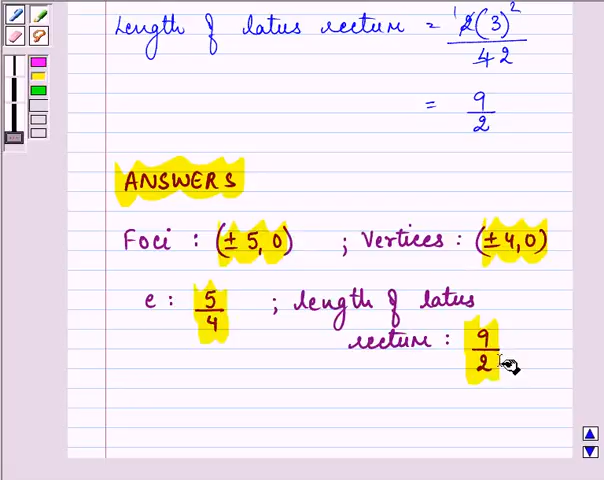 Length of latus rectum = 1 2(3)² / 4 2
= 9/2
ANSWERS
Foci : (± 5, 0) ; Vertices : (± 4, 0)
e : 5/4 ; length of latus
rectum : 9/2